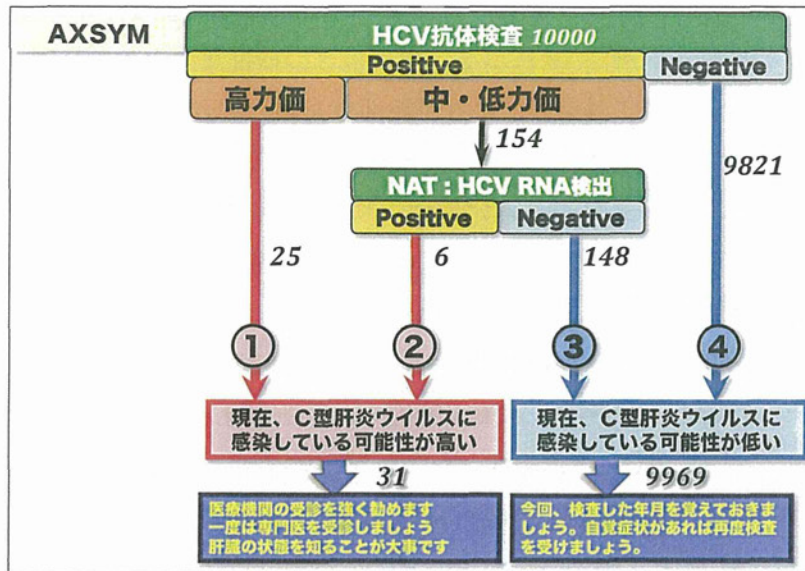 AXSYM
HCV抗体検査 10000
Positive
Negative
高力価
中・低力価
154
9821
NAT：HCV RNA検出
Positive
Negative
25
6
148
1
2
3
4
現在、C型肝炎ウイルスに
感染している可能性が高い
現在、C型肝炎ウイルスに
感染している可能性が低い
31
9969
医療機関の受診を強く勧めます
一度は専門医を受診しましょう
肝臓の状態を知ることが大事です
今回、検査した年月を覚えておきま
しょう。自覚症状があれば再度検査
を受けましょう。